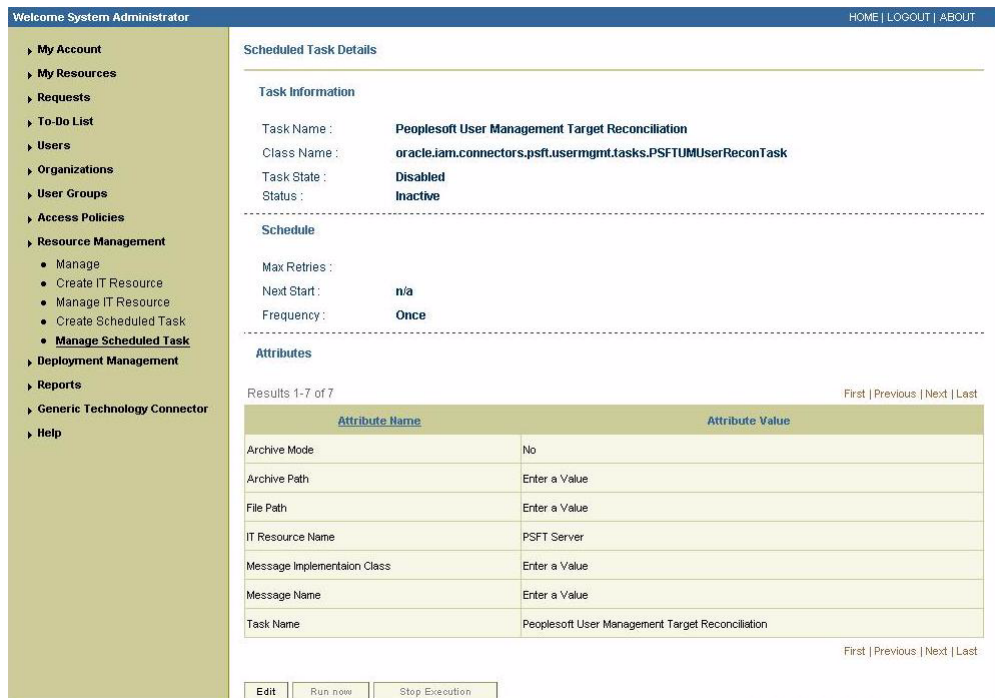 Welcome System Administrator
HOME | LOGOUT | ABOUT
My Account
My Resources
Requests
To-Do List
Users
Organizations
User Groups
Access Policies
Resource Management
Manage
Create IT Resource
Manage IT Resource
Create Scheduled Task
Manage Scheduled Task
Deployment Management
Reports
Generic Technology Connector
Help
Scheduled Task Details
Task Information
Task Name : Peoplesoft User Management Target Reconciliation
Class Name : oracle.iam.connectors.psft.usermgmt.tasks.PSFTUMUserReconTask
Task State : Disabled
Status : Inactive
Schedule
Max Retries :
Next Start : n/a
Frequency : Once
Attributes
Results 1-7 of 7
First | Previous | Next | Last
Attribute Name Attribute Value
Archive Mode No
Archive Path Enter a Value
File Path Enter a Value
IT Resource Name PSFT Server
Message Implementaion Class Enter a Value
Message Name Enter a Value
Task Name Peoplesoft User Management Target Reconciliation
First | Previous | Next | Last
Edit Run now Stop Execution